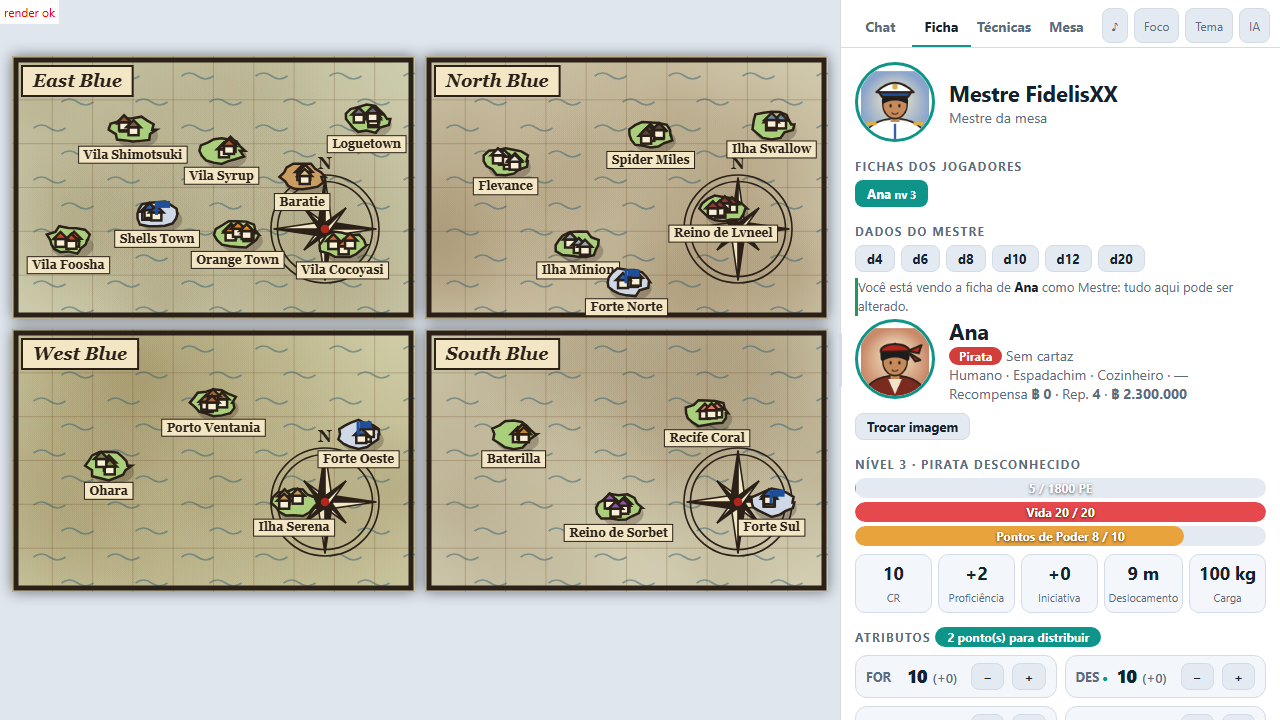 render ok
East Blue
Vila Shimotsuki
Vila Syrup
Loguetown
N
Baratie
Shells Town
Vila Foosha
Orange Town
Vila Cocoyasi
North Blue
Spider Miles
Ilha Swallow
N
Flevance
Reino de Lvneel
Ilha Minion
Forte Norte
West Blue
Porto Ventania
N
Forte Oeste
Ohara
Ilha Serena
South Blue
Recife Coral
Baterilla
Reino de Sorbet
Forte Sul
Chat Ficha Técnicas Mesa ♪ Foco Tema IA
Mestre FidelisXX
Mestre da mesa
FICHAS DOS JOGADORES
Ana nv 3
DADOS DO MESTRE
d4 d6 d8 d10 d12 d20
Você está vendo a ficha de Ana como Mestre: tudo aqui pode ser
alterado.
Ana
Pirata Sem cartaz
Humano · Espadachim · Cozinheiro · —
Recompensa ฿ 0 · Rep. 4 · ฿ 2.300.000
Trocar imagem
NÍVEL 3 · PIRATA DESCONHECIDO
5 / 1800 PE
Vida 20 / 20
Pontos de Poder 8 / 10
10 +2 +0 9 m 100 kg
CR Proficiência Iniciativa Deslocamento Carga
ATRIBUTOS 2 ponto(s) para distribuir
FOR 10 (+0) − + DES • 10 (+0) − +